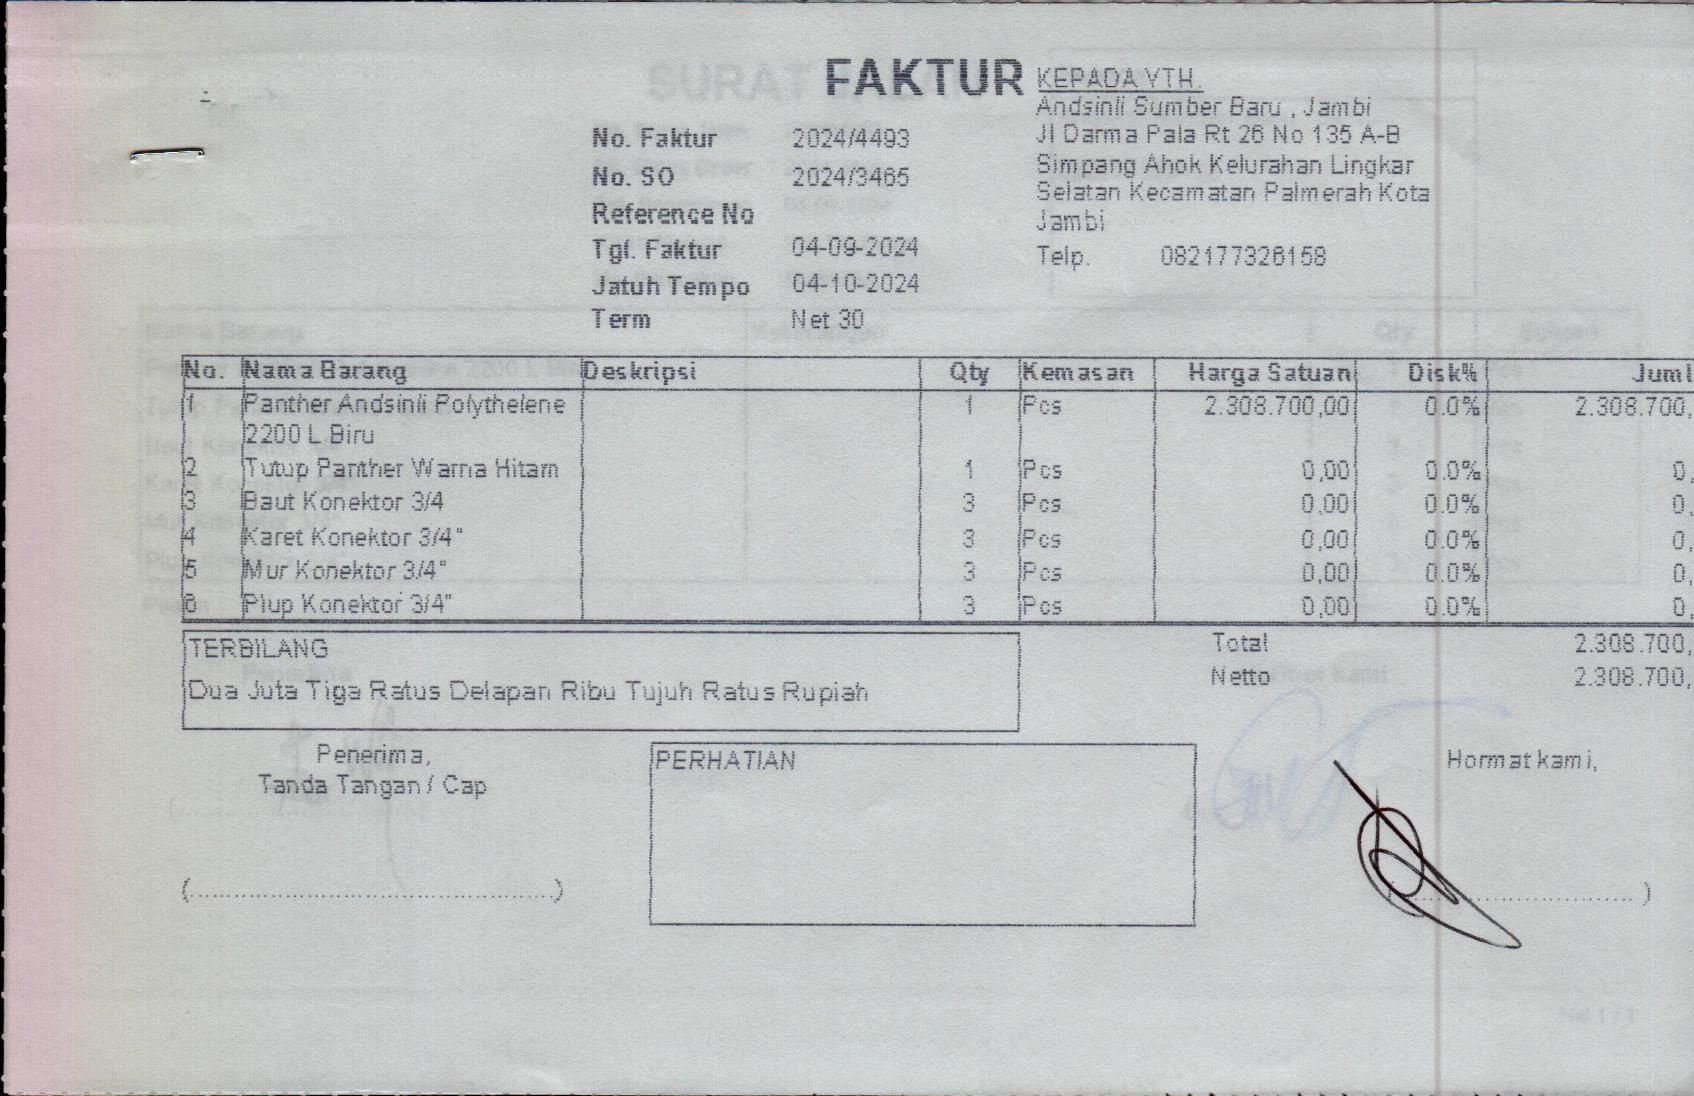 FAKTUR
No. Faktur 2024/4493
No. SO 2024/3465
Reference No
Tgl. Faktur 04-09-2024
Jatuh Tempo 04-10-2024
Term Net 30
KEPADA YTH.
Andsinli Sumber Baru , Jambi
Jl Darma Pala Rt 26 No 135 A-B
Simpang Ahok Kelurahan Lingkar
Selatan Kecamatan Palmerah Kota
Jambi
Telp. 082177326158
No. Nama Barang Deskripsi Qty Kemasan Harga Satuan Disk% Juml
1 Panther Andsinli Polythelene 1 Pcs 2.308.700,00 0.0% 2.308.700,
2200 L Biru
2 Tutup Panther Warna Hitam 1 Pcs 0,00 0.0% 0,
3 Baut Konektor 3/4 3 Pcs 0,00 0.0% 0,
4 Karet Konektor 3/4" 3 Pcs 0,00 0.0% 0,
5 Mur Konektor 3/4" 3 Pcs 0,00 0.0% 0,
6 Plup Konektor 3/4" 3 Pcs 0,00 0.0% 0,
TERBILANG
Dua Juta Tiga Ratus Delapan Ribu Tujuh Ratus Rupiah
Total 2.308.700,
Netto 2.308.700,
Penerima,
Tanda Tangan / Cap
PERHATIAN
Hormat kami,